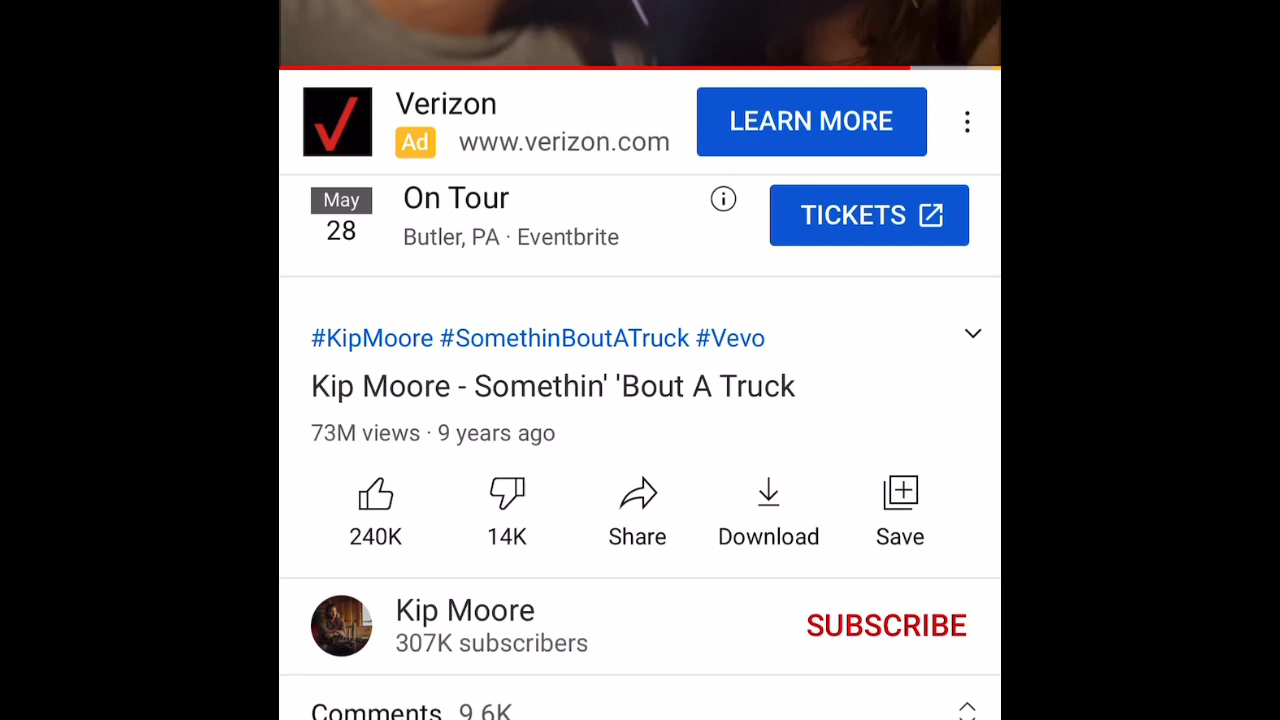 Verizon
LEARN MORE
Ad www.verizon.com
May
28
On Tour
Butler, PA · Eventbrite
TICKETS
#KipMoore #SomethinBoutATruck #Vevo
Kip Moore - Somethin' 'Bout A Truck
73M views · 9 years ago
240K 14K Share Download Save
Kip Moore
307K subscribers
SUBSCRIBE
Comments 9.6K